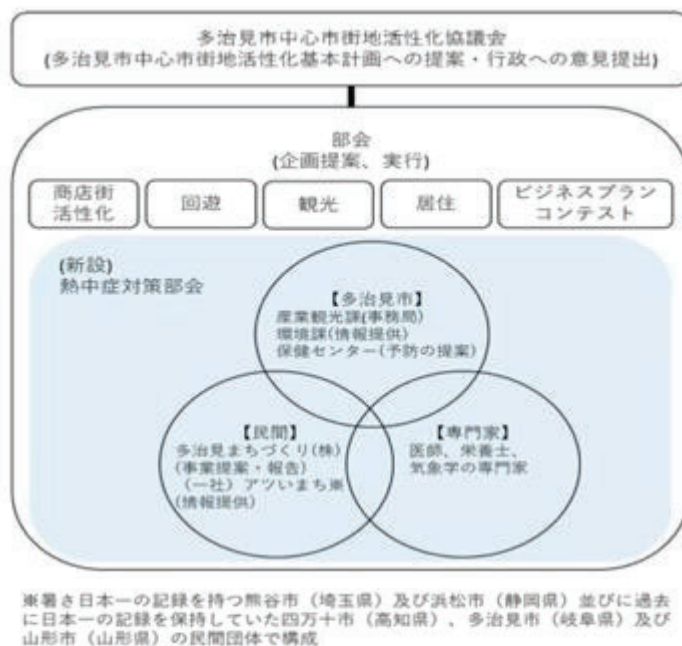 多治見市中心市街地活性化協議会
(多治見市中心市街地活性化基本計画への提案・行政への意見提出)
部会
(企画提案、実行)
商店街
活性化
回遊
観光
居住
ビジネスプラン
コンテスト
(新設)
熱中症対策部会
【多治見市】
産業観光課(事務局)
環境課(情報提供)
保健センター(予防の提案)
【民間】
多治見まちづくり(株)
(事業提案・報告)
(一社)アツいまち※
(情報提供)
【専門家】
医師、栄養士、
気象学の専門家
※暑さ日本一の記録を持つ熊谷市(埼玉県)及び浜松市(静岡県)並びに過去
に日本一の記録を保持していた四万十市(高知県)、多治見市(岐阜県)及び
山形市(山形県)の民間団体で構成